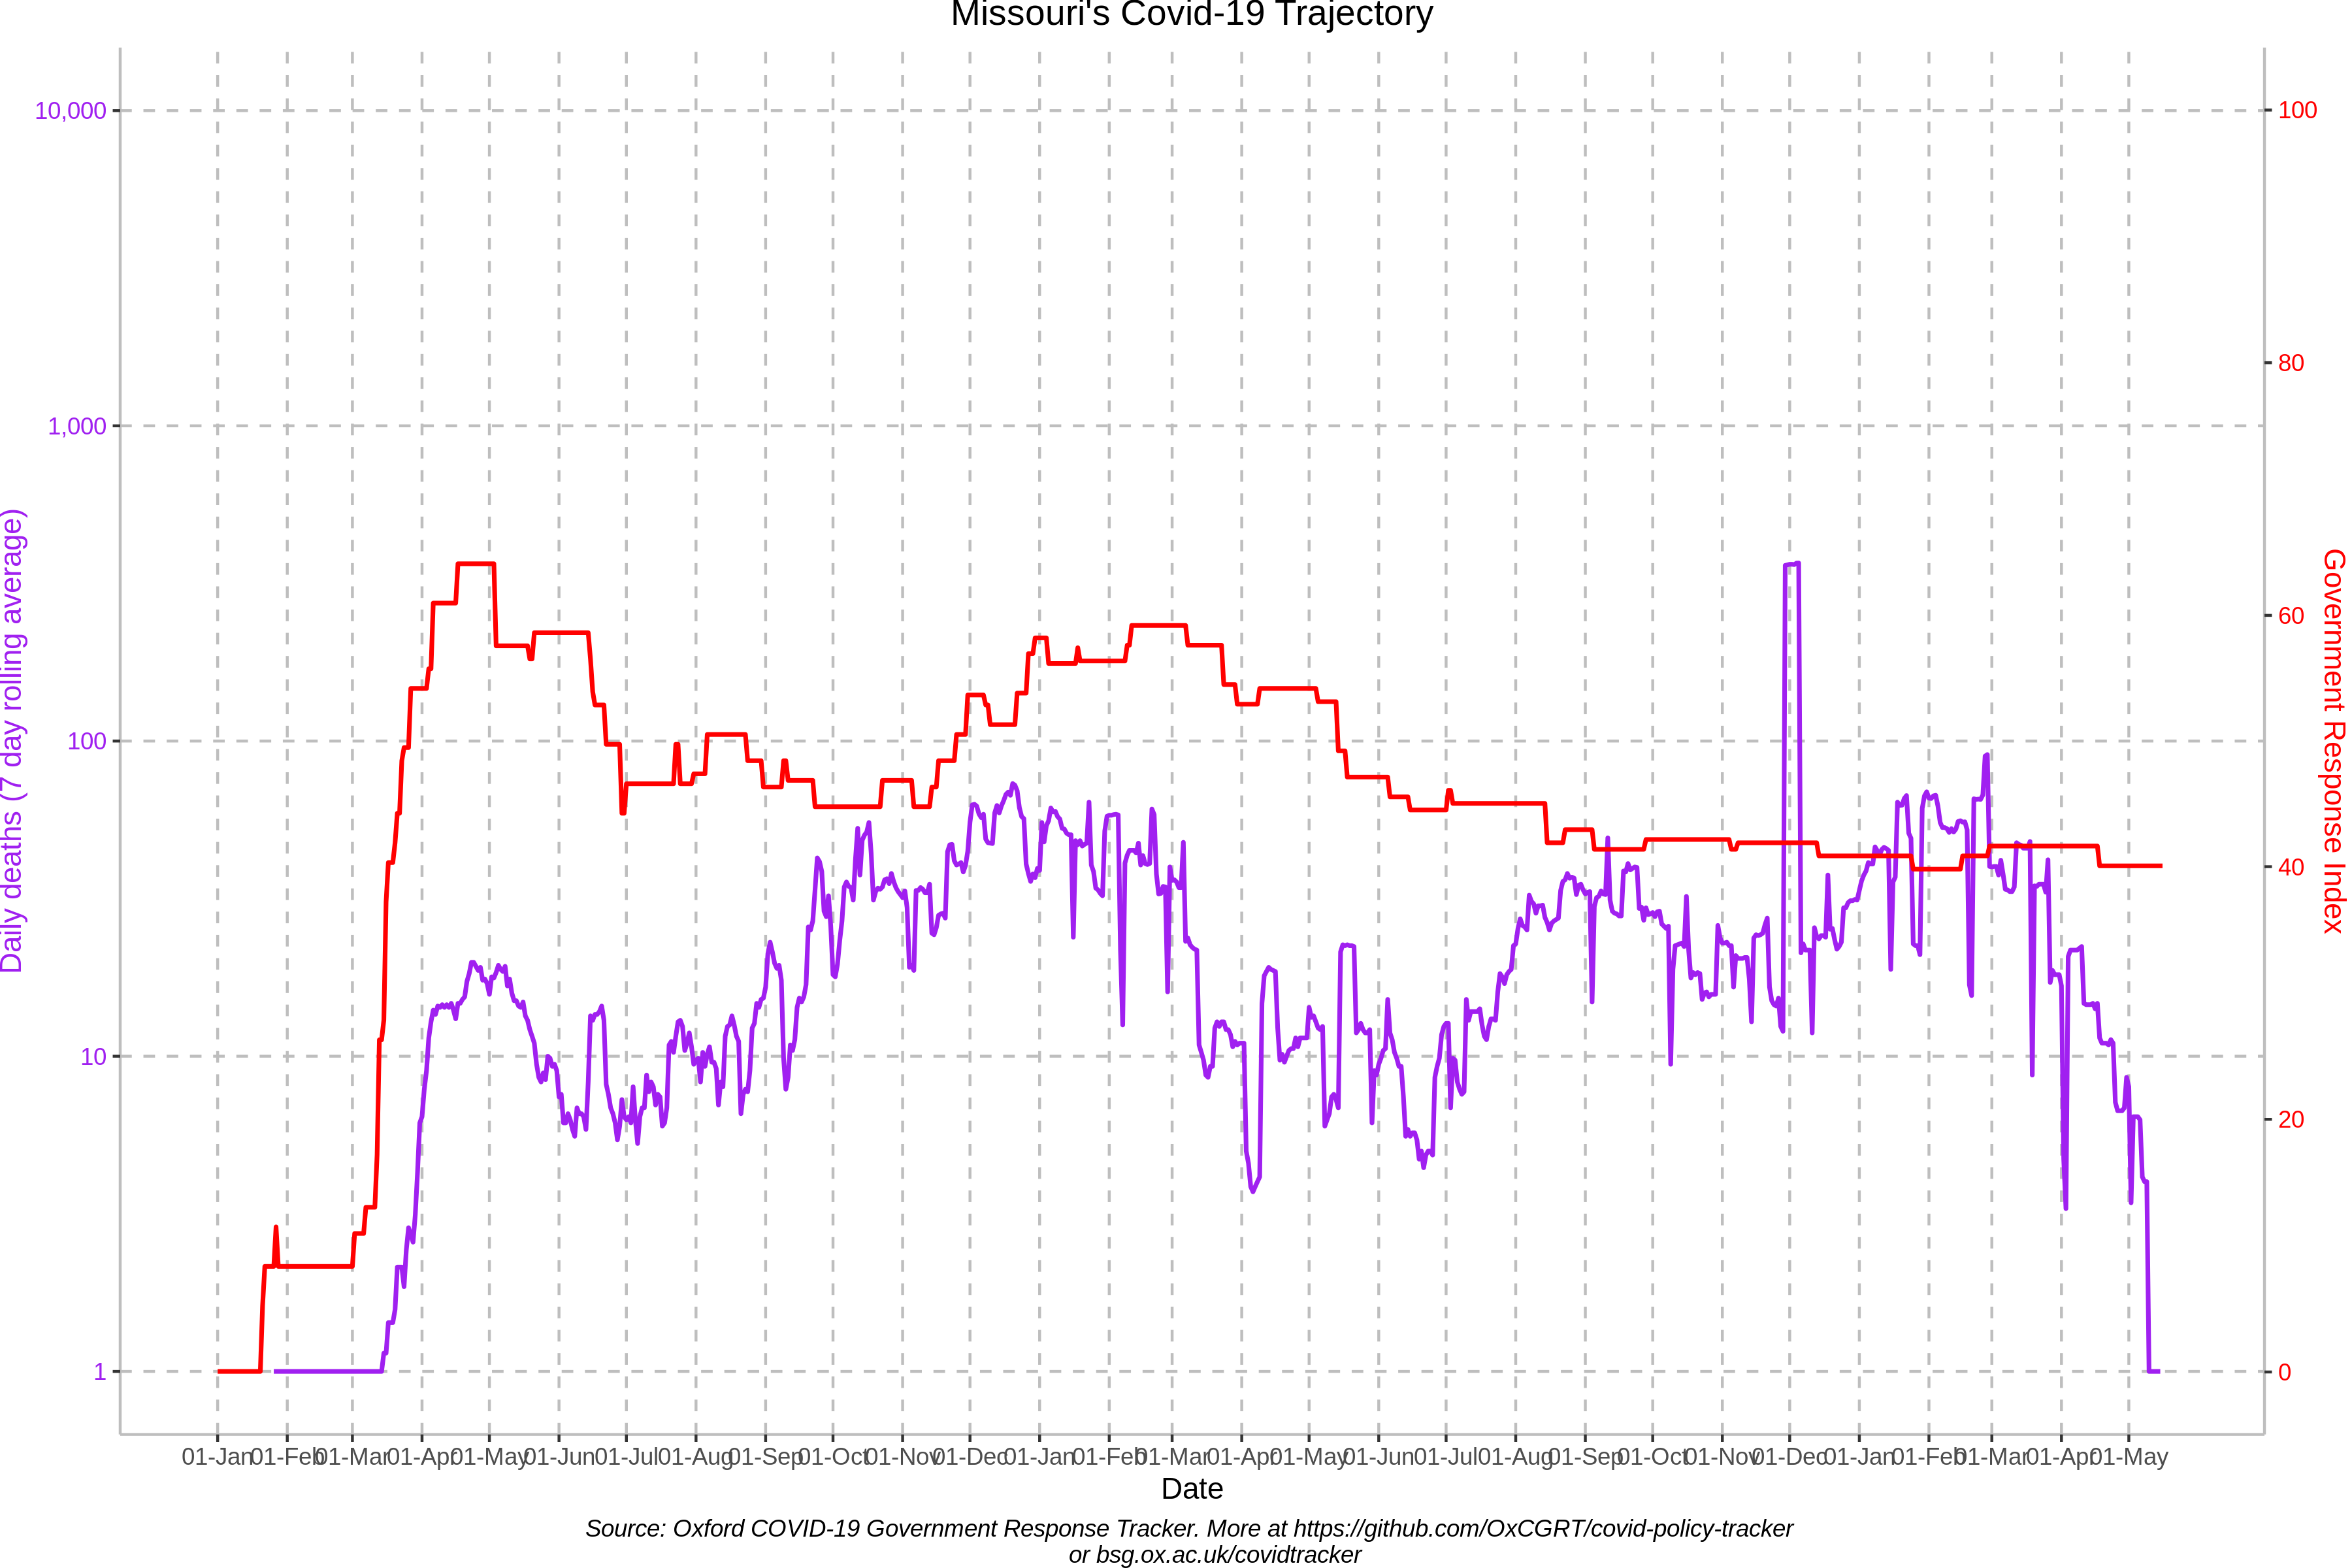 Missouri's Covid-19 Trajectory
10,000
1,000
100
10
1
Daily deaths (7 day rolling average)
100
80
60
40
20
0
Government Response Index
01-Jan 01-Feb 01-Mar 01-Apr 01-May 01-Jun 01-Jul 01-Aug 01-Sep 01-Oct 01-Nov 01-Dec 01-Jan 01-Feb 01-Mar 01-Apr 01-May 01-Jun 01-Jul 01-Aug 01-Sep 01-Oct 01-Nov 01-Dec 01-Jan 01-Feb 01-Mar 01-Apr 01-May
Date
Source: Oxford COVID-19 Government Response Tracker. More at https://github.com/OxCGRT/covid-policy-tracker
or bsg.ox.ac.uk/covidtracker